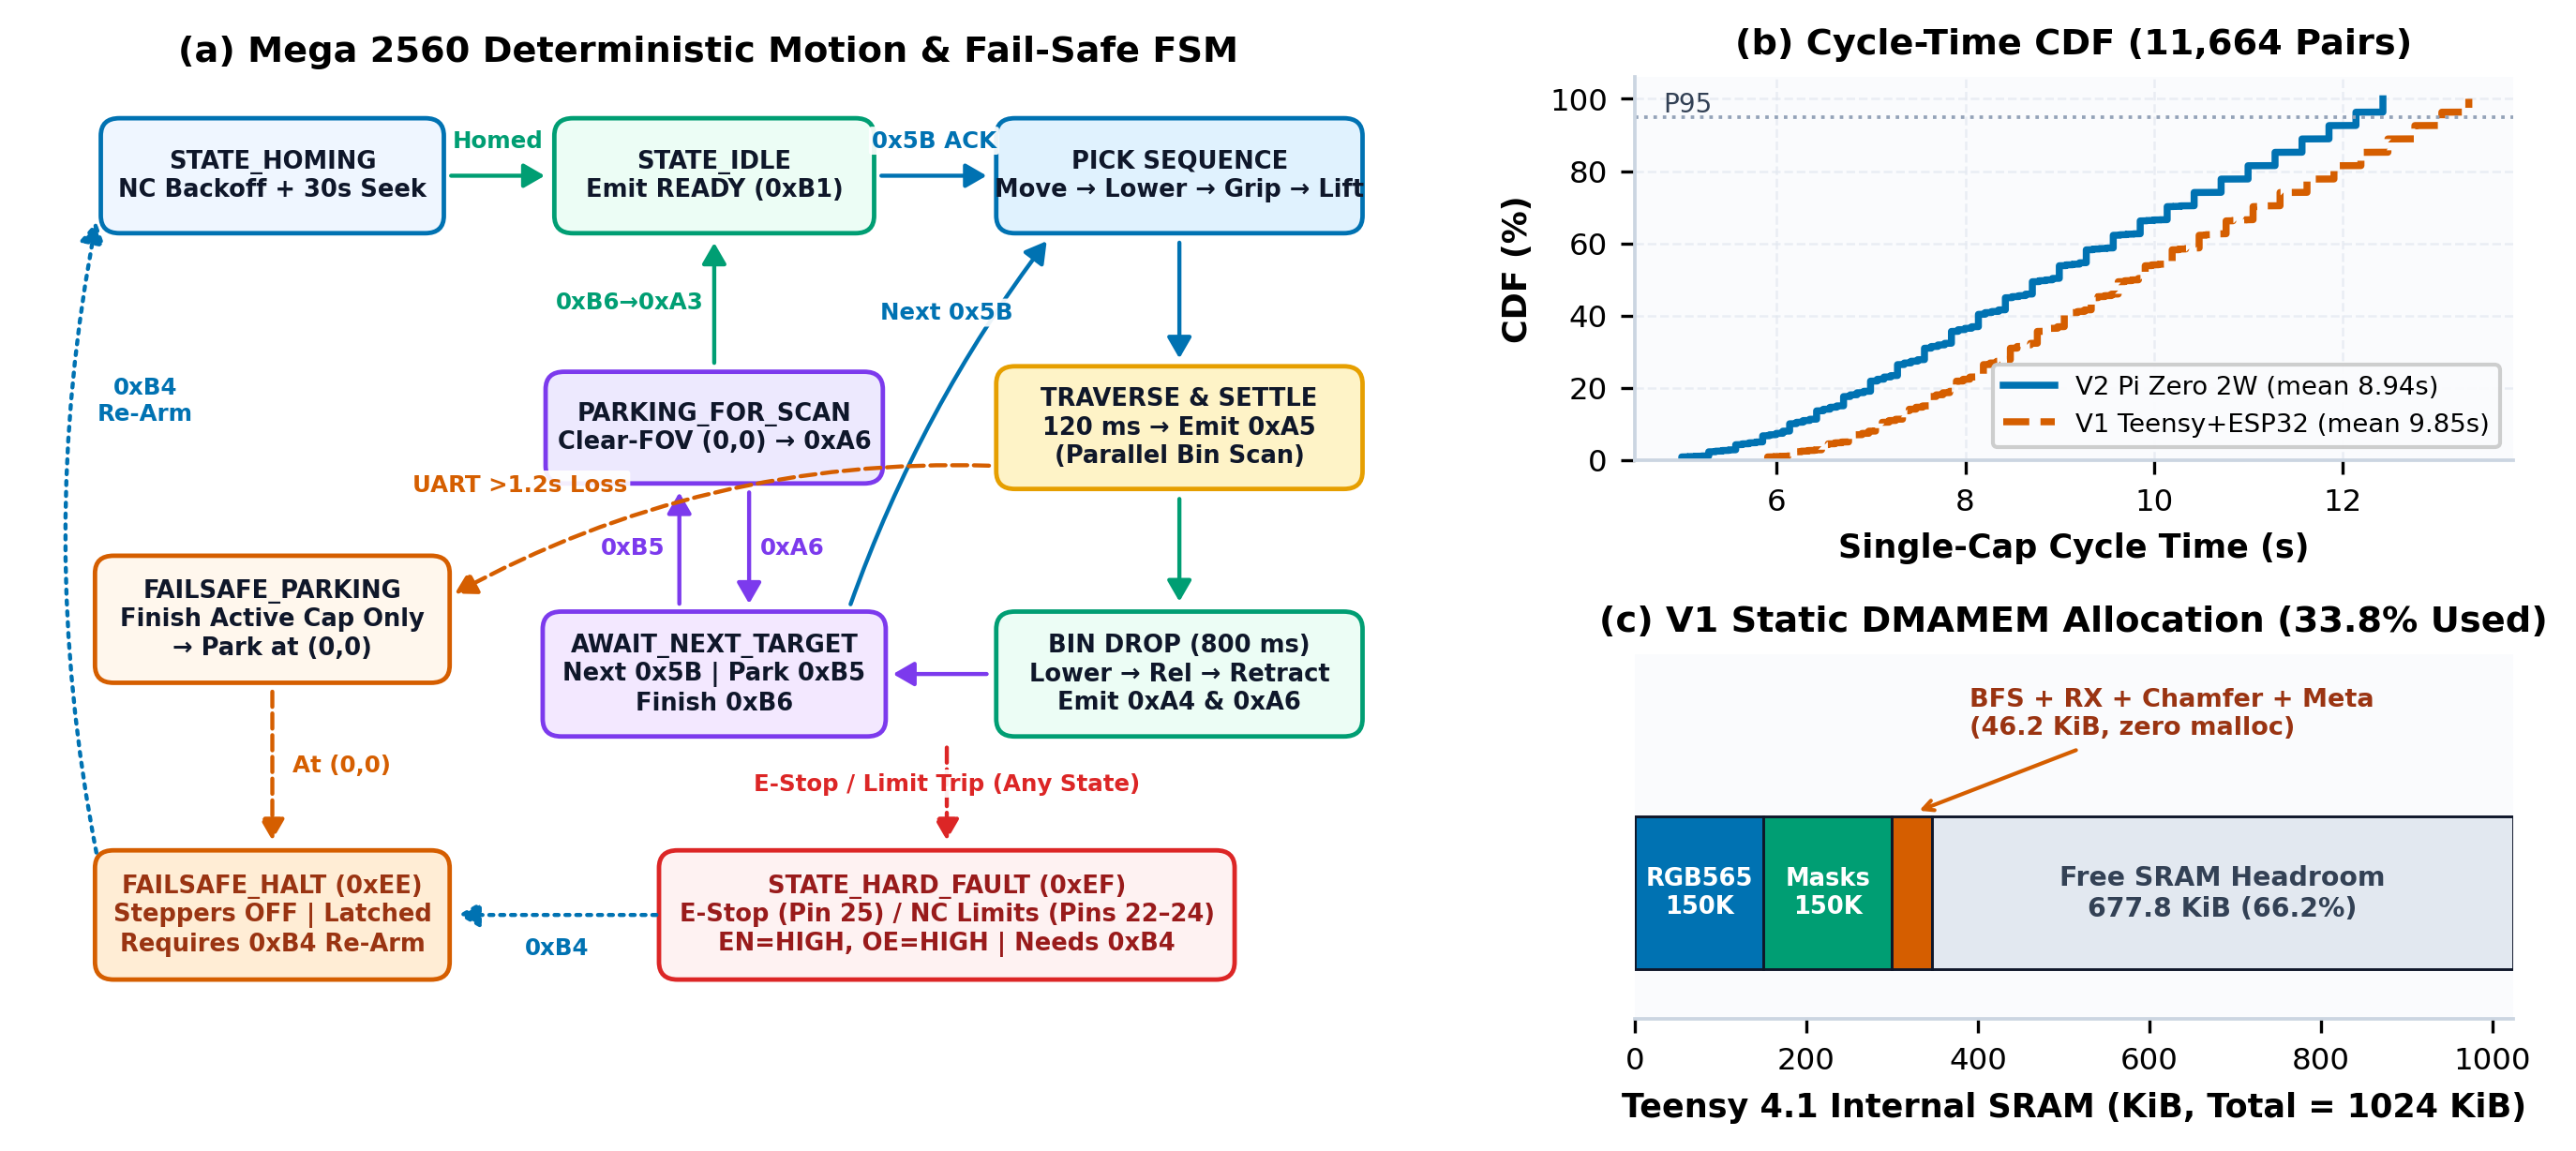 (a) Mega 2560 Deterministic Motion & Fail-Safe FSM
STATE_HOMING
NC Backoff + 30s Seek
Homed
STATE_IDLE
Emit READY (0xB1)
0x5B ACK
PICK SEQUENCE
Move → Lower → Grip → Lift
0xB6→0xA3
Next 0x5B
0xB4
Re-Arm
PARKING_FOR_SCAN
Clear-FOV (0,0) → 0xA6
TRAVERSE & SETTLE
120 ms → Emit 0xA5
(Parallel Bin Scan)
UART >1.2s Loss
0xB5
0xA6
FAILSAFE_PARKING
Finish Active Cap Only
→ Park at (0,0)
AWAIT_NEXT_TARGET
Next 0x5B | Park 0xB5
Finish 0xB6
BIN DROP (800 ms)
Lower → Rel → Retract
Emit 0xA4 & 0xA6
At (0,0)
E-Stop / Limit Trip (Any State)
FAILSAFE_HALT (0xEE)
Steppers OFF | Latched
Requires 0xB4 Re-Arm
0xB4
STATE_HARD_FAULT (0xEF)
E-Stop (Pin 25) / NC Limits (Pins 22–24)
EN=HIGH, OE=HIGH | Needs 0xB4
(b) Cycle-Time CDF (11,664 Pairs)
P95
100
80
60
40
20
0
CDF (%)
V2 Pi Zero 2W (mean 8.94s)
V1 Teensy+ESP32 (mean 9.85s)
6 8 10 12
Single-Cap Cycle Time (s)
(c) V1 Static DMAMEM Allocation (33.8% Used)
BFS + RX + Chamfer + Meta
(46.2 KiB, zero malloc)
RGB565
150K
Masks
150K
Free SRAM Headroom
677.8 KiB (66.2%)
0 200 400 600 800 1000
Teensy 4.1 Internal SRAM (KiB, Total = 1024 KiB)